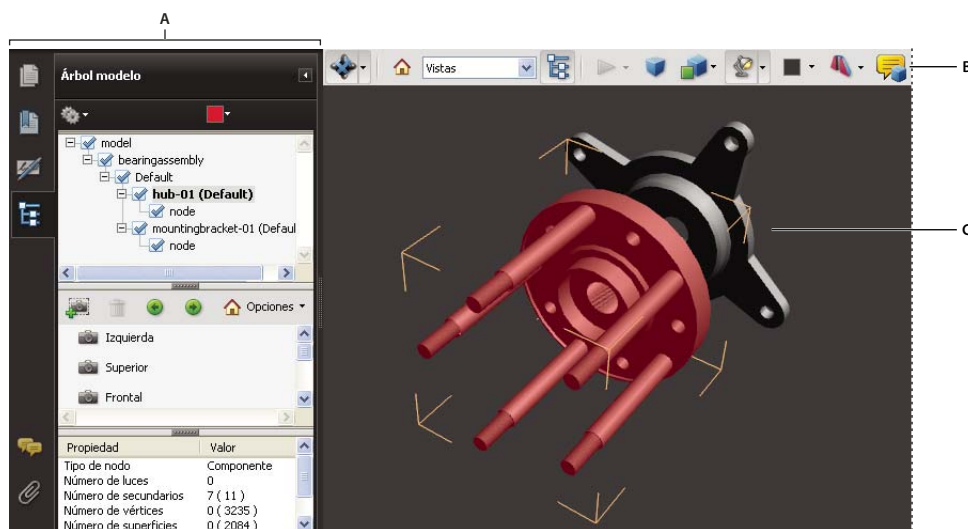 A
Árbol modelo
Vistas
B
model
bearingassembly
Default
hub-01 (Default)
node
mountingbracket-01 (Defaul
node
C
Opciones
Izquierda
Superior
Frontal
Propiedad Valor
Tipo de nodo Componente
Número de luces 0
Número de secundarios 7 ( 11 )
Número de vértices 0 ( 3235 )
Número de superficies 0 ( 2084 )